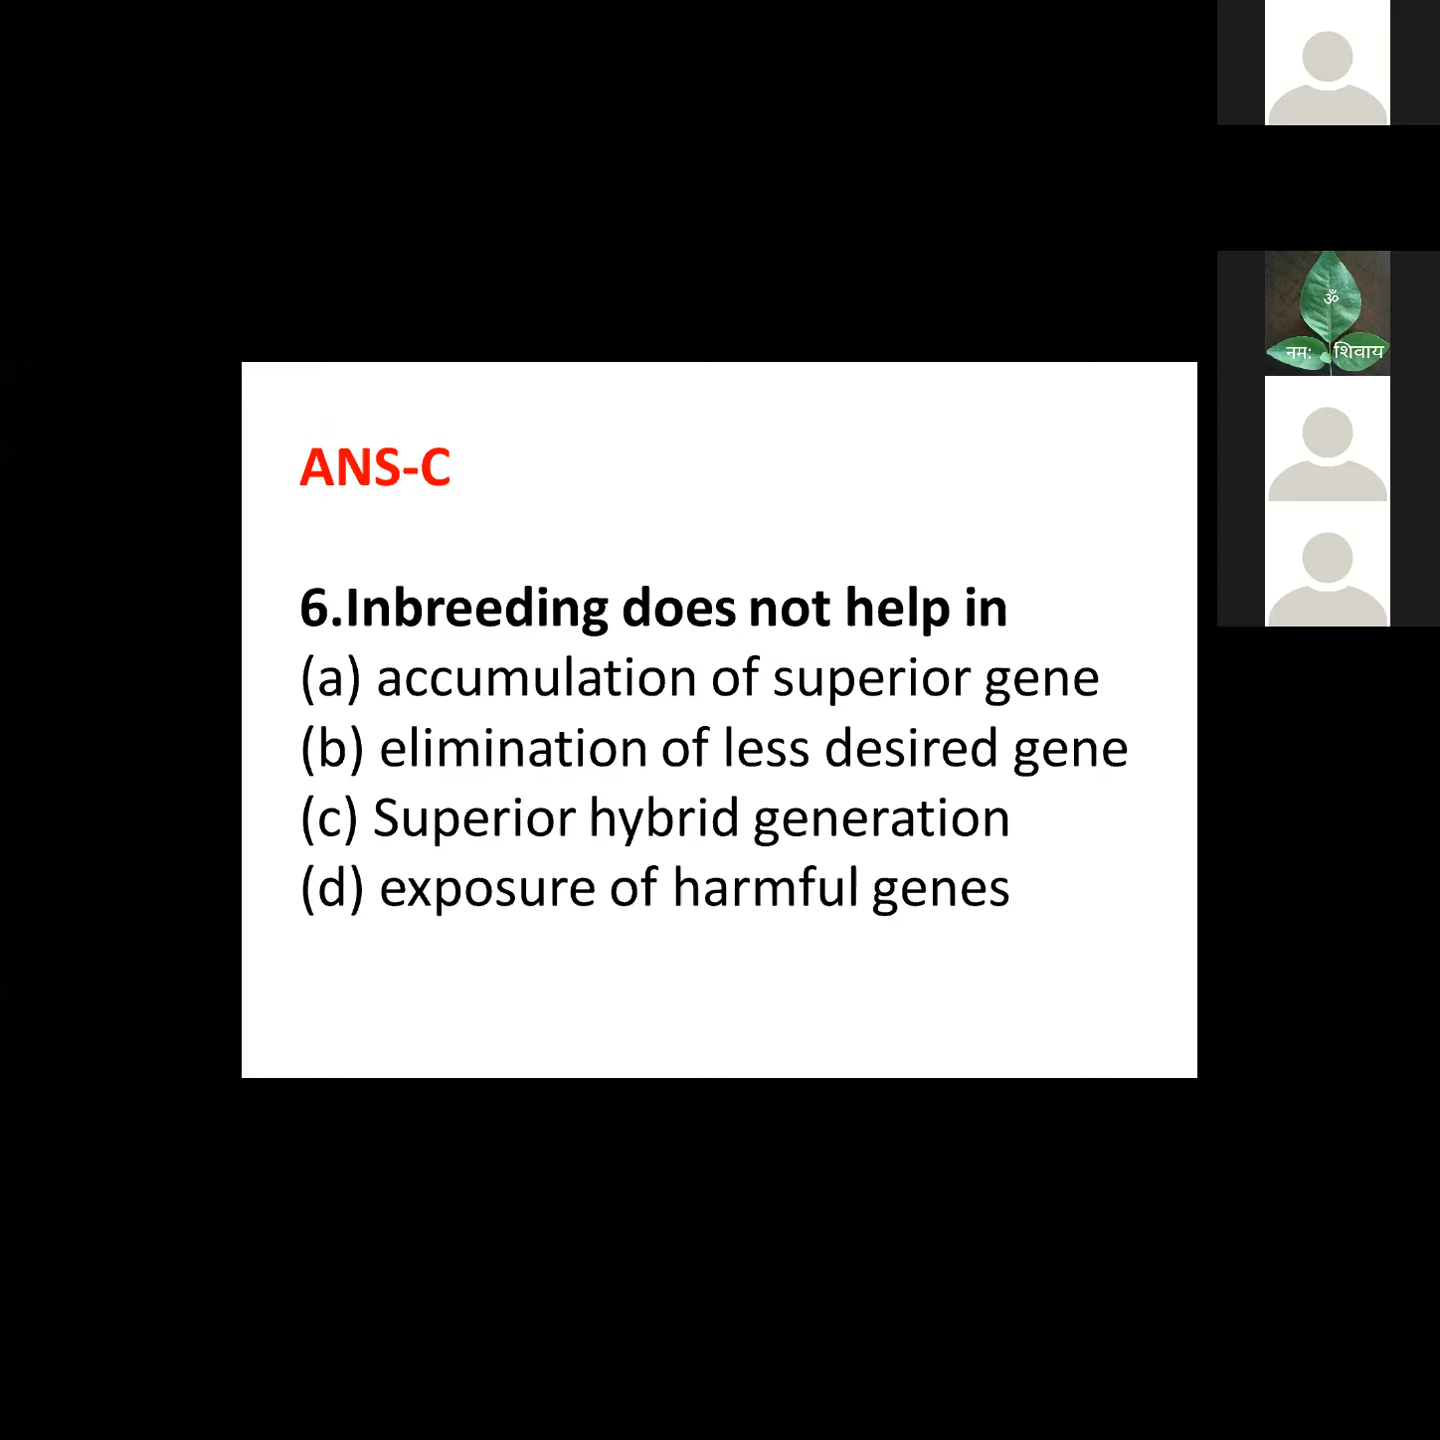 ANS-C
6.Inbreeding does not help in
(a) accumulation of superior gene
(b) elimination of less desired gene
(c) Superior hybrid generation
(d) exposure of harmful genes
ॐ
नम: शिवाय